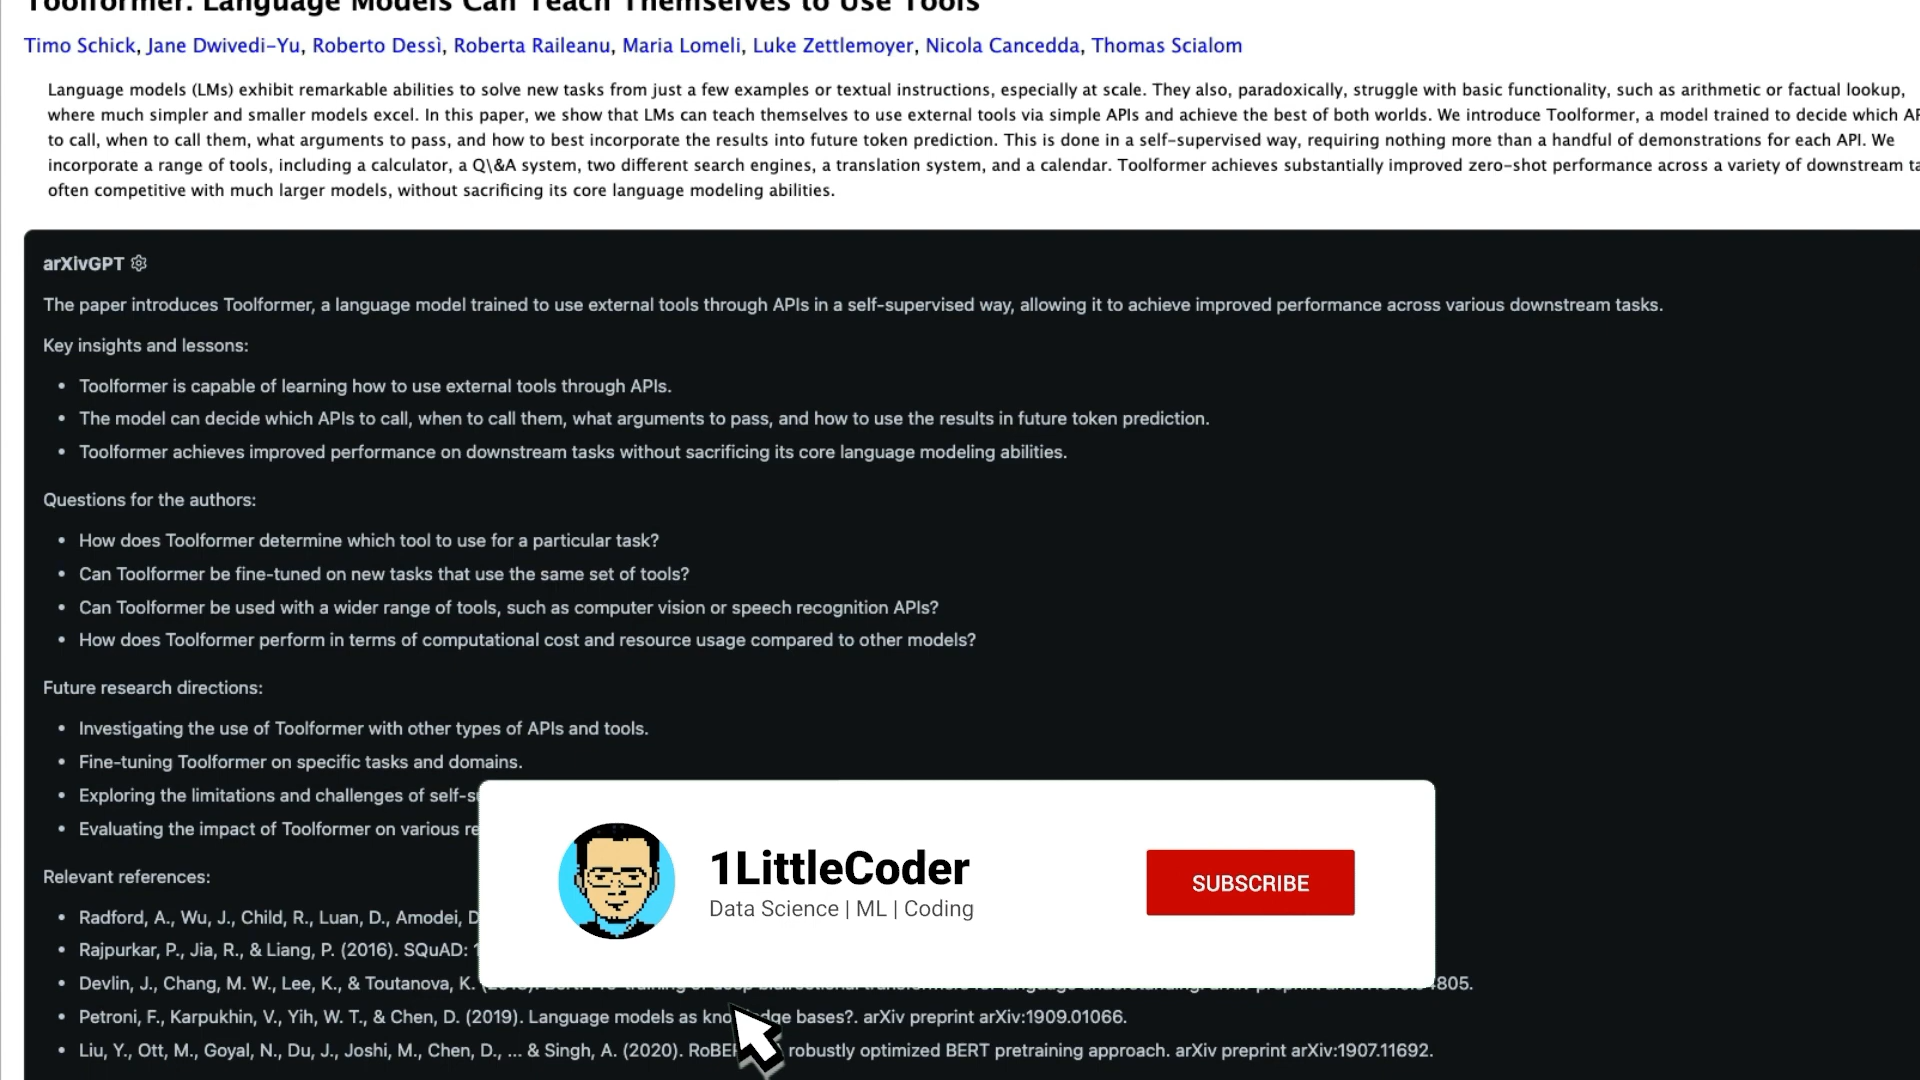 Toolformer: Language Models Can Teach Themselves to Use Tools
Timo Schick, Jane Dwivedi-Yu, Roberto Dessì, Roberta Raileanu, Maria Lomeli, Luke Zettlemoyer, Nicola Cancedda, Thomas Scialom
Language models (LMs) exhibit remarkable abilities to solve new tasks from just a few examples or textual instructions, especially at scale. They also, paradoxically, struggle with basic functionality, such as arithmetic or factual lookup,
where much simpler and smaller models excel. In this paper, we show that LMs can teach themselves to use external tools via simple APIs and achieve the best of both worlds. We introduce Toolformer, a model trained to decide which
to call, when to call them, what arguments to pass, and how to best incorporate the results into future token prediction. This is done in a self-supervised way, requiring nothing more than a handful of demonstrations for each API. We
incorporate a range of tools, including a calculator, a Q\&A system, two different search engines, a translation system, and a calendar. Toolformer achieves substantially improved zero-shot performance across a variety of downstream
often competitive with much larger models, without sacrificing its core language modeling abilities.
arXivGPT
The paper introduces Toolformer, a language model trained to use external tools through APIs in a self-supervised way, allowing it to achieve improved performance across various downstream tasks.
Key insights and lessons:
• Toolformer is capable of learning how to use external tools through APIs.
• The model can decide which APIs to call, when to call them, what arguments to pass, and how to use the results in future token prediction.
• Toolformer achieves improved performance on downstream tasks without sacrificing its core language modeling abilities.
Questions for the authors:
• How does Toolformer determine which tool to use for a particular task?
• Can Toolformer be fine-tuned on new tasks that use the same set of tools?
• Can Toolformer be used with a wider range of tools, such as computer vision or speech recognition APIs?
• How does Toolformer perform in terms of computational cost and resource usage compared to other models?
Future research directions:
• Investigating the use of Toolformer with other types of APIs and tools.
• Fine-tuning Toolformer on specific tasks and domains.
• Exploring the limitations and challenges of
• Evaluating the impact of Toolformer on various
Relevant references:
• Radford, A., Wu, J., Child, R., Luan, D., Amodei, D
• Rajpurkar, P., Jia, R., & Liang, P. (2016). SQuAD:
• Devlin, J., Chang, M. W., Lee, K., & Toutanova, K.
• Petroni, F., Karpukhin, V., Yih, W. T., & Chen, D. (2019). Language models as bases?. arXiv preprint arXiv:1909.01066.
• Liu, Y., Ott, M., Goyal, N., Du, J., Joshi, M., Chen, D., ... & Singh, A. (2020). robustly optimized BERT pretraining approach. arXiv preprint arXiv:1907.11692.
1LittleCoder
Data Science | ML | Coding
SUBSCRIBE